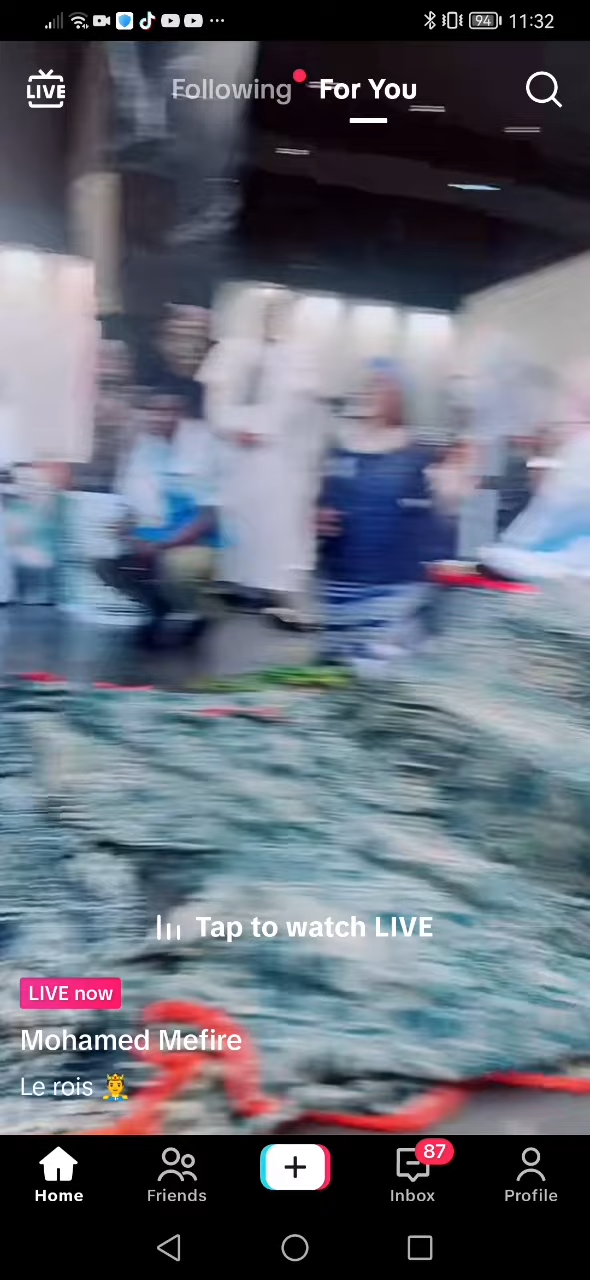 94 11:32
LIVE Following For You
Tap to watch LIVE
LIVE now
Mohamed Mefire
Le rois 🤴
87
Home Friends Inbox Profile